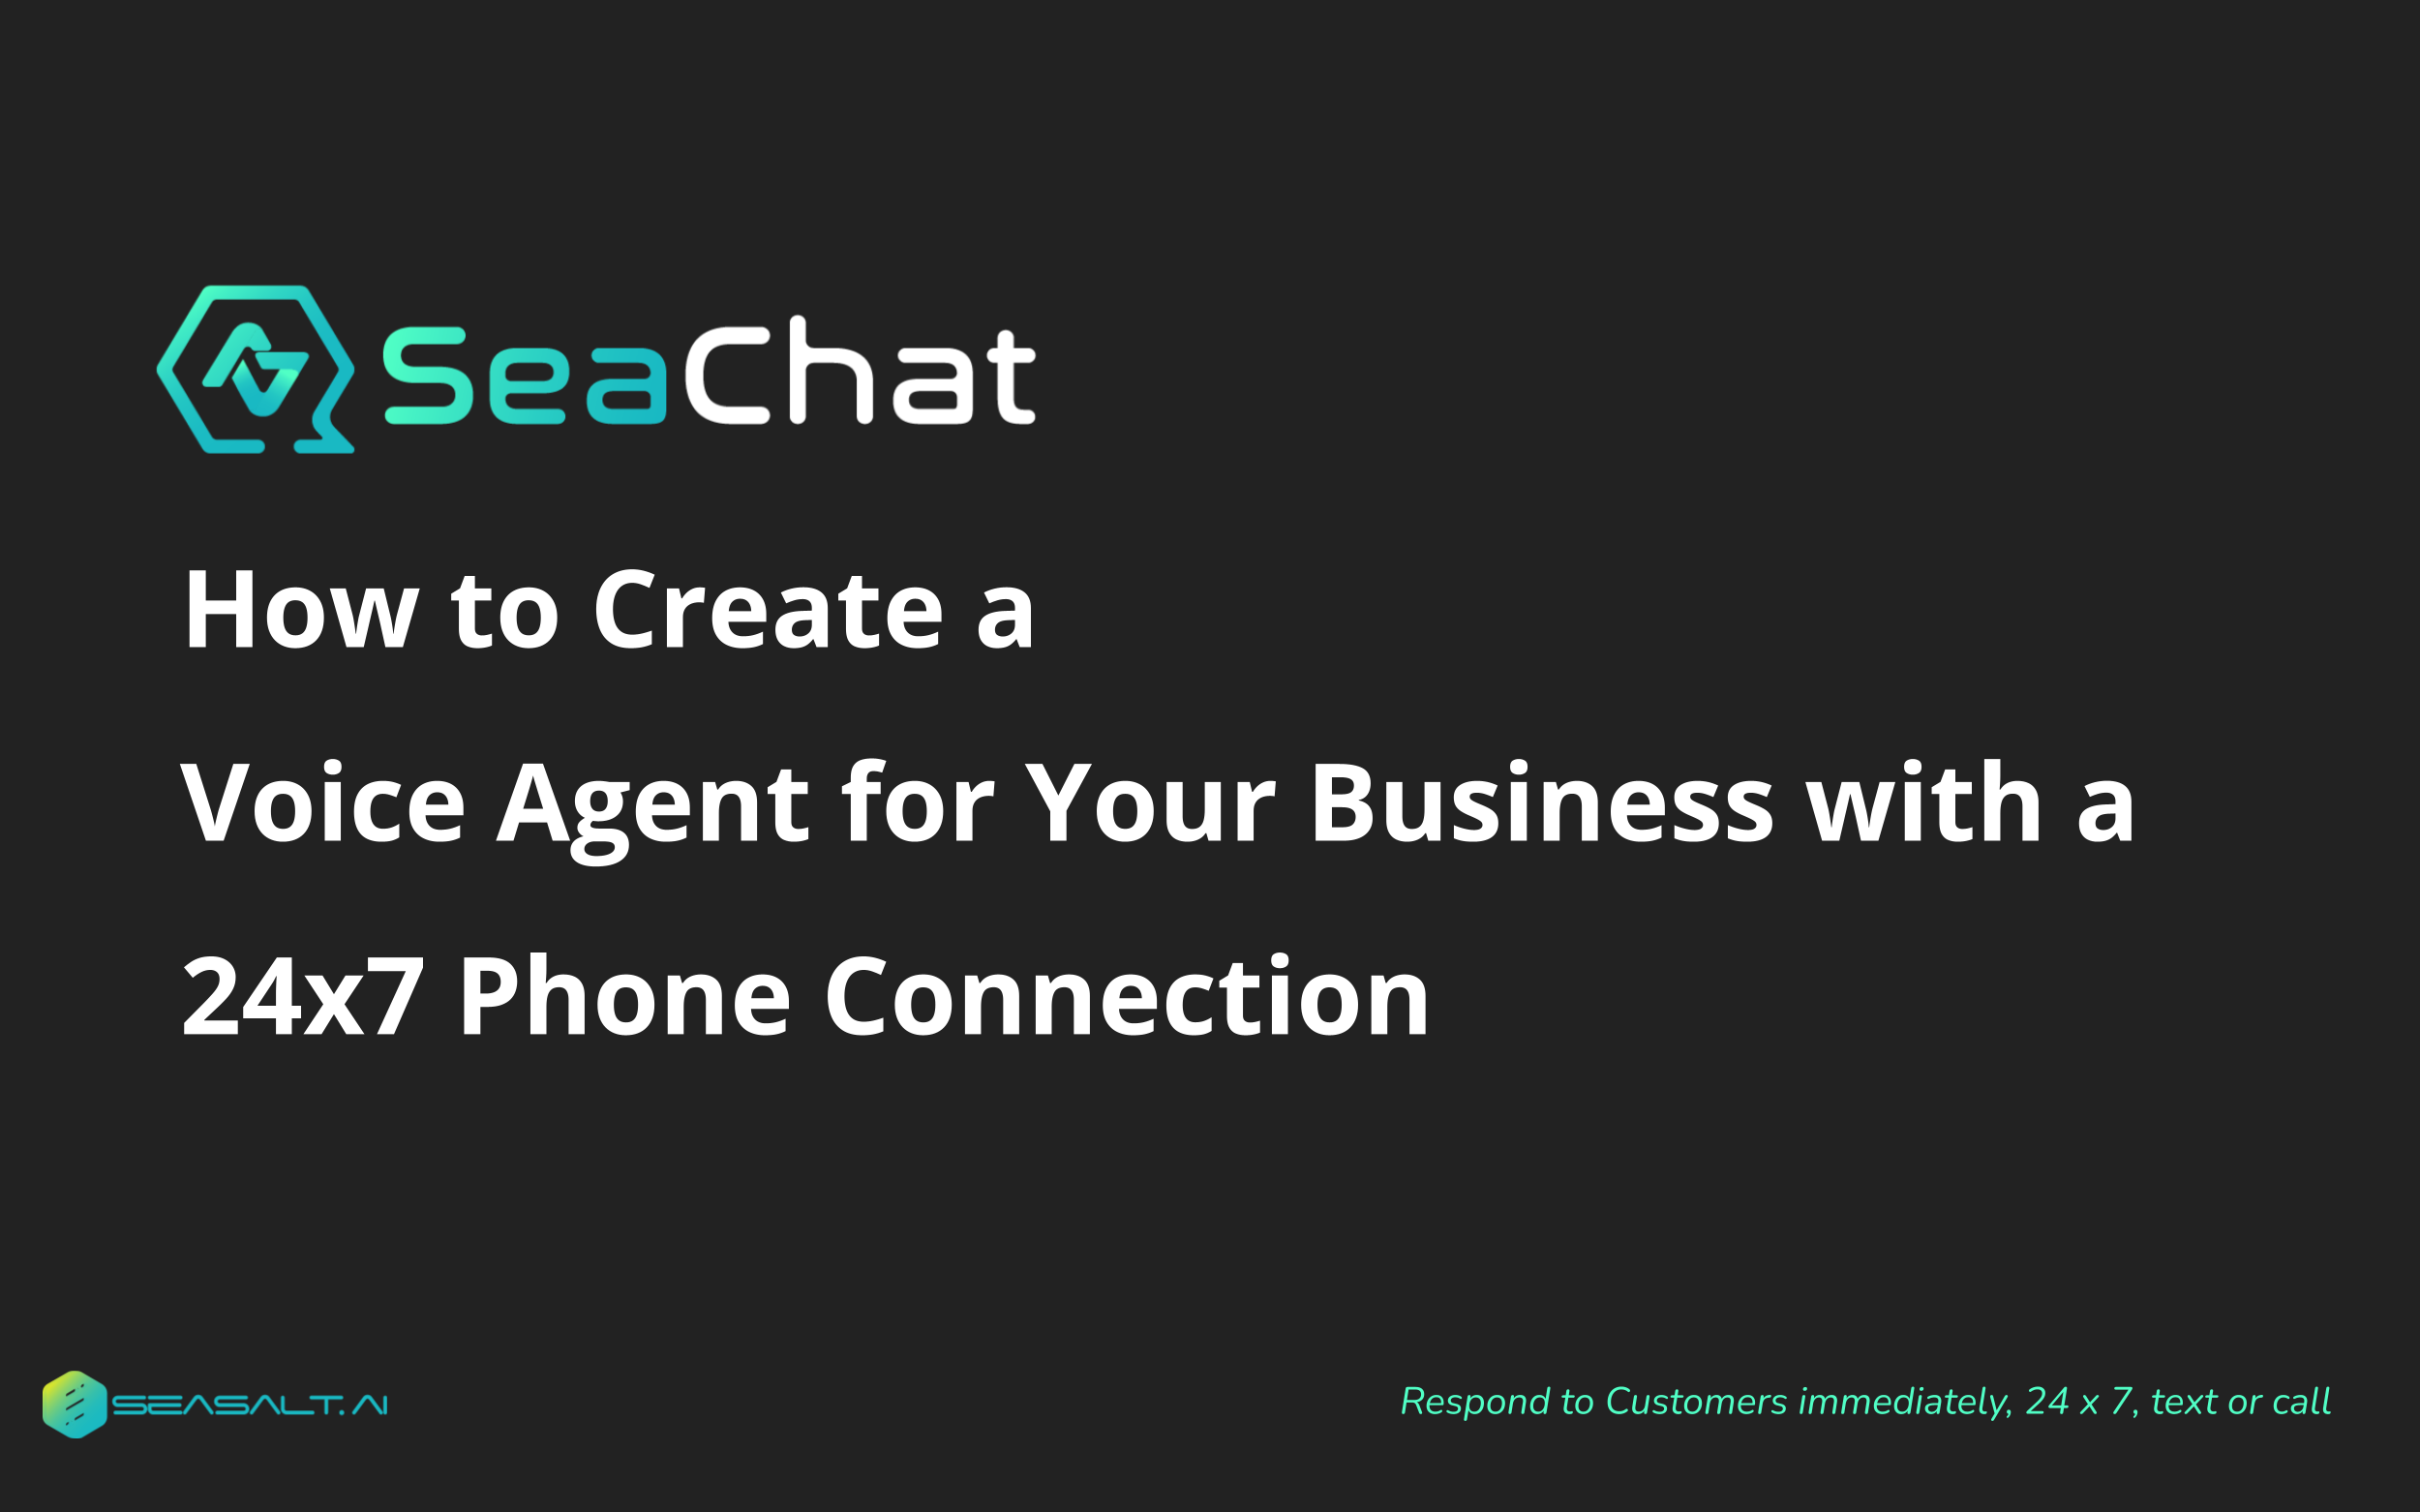 SeaChat
How to Create a
Voice Agent for Your Business with a
24x7 Phone Connection
SEASALT.AI
Respond to Customers immediately, 24 x 7, text or call